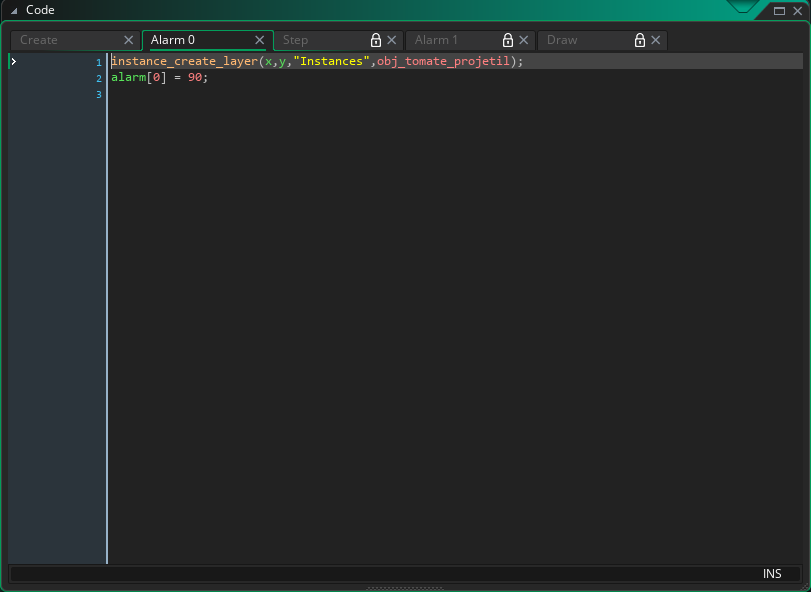 Code
Create Alarm 0 Step Alarm 1 Draw
1 instance_create_layer(x,y,"Instances",obj_tomate_projetil);
2 alarm[0] = 90;
3
INS